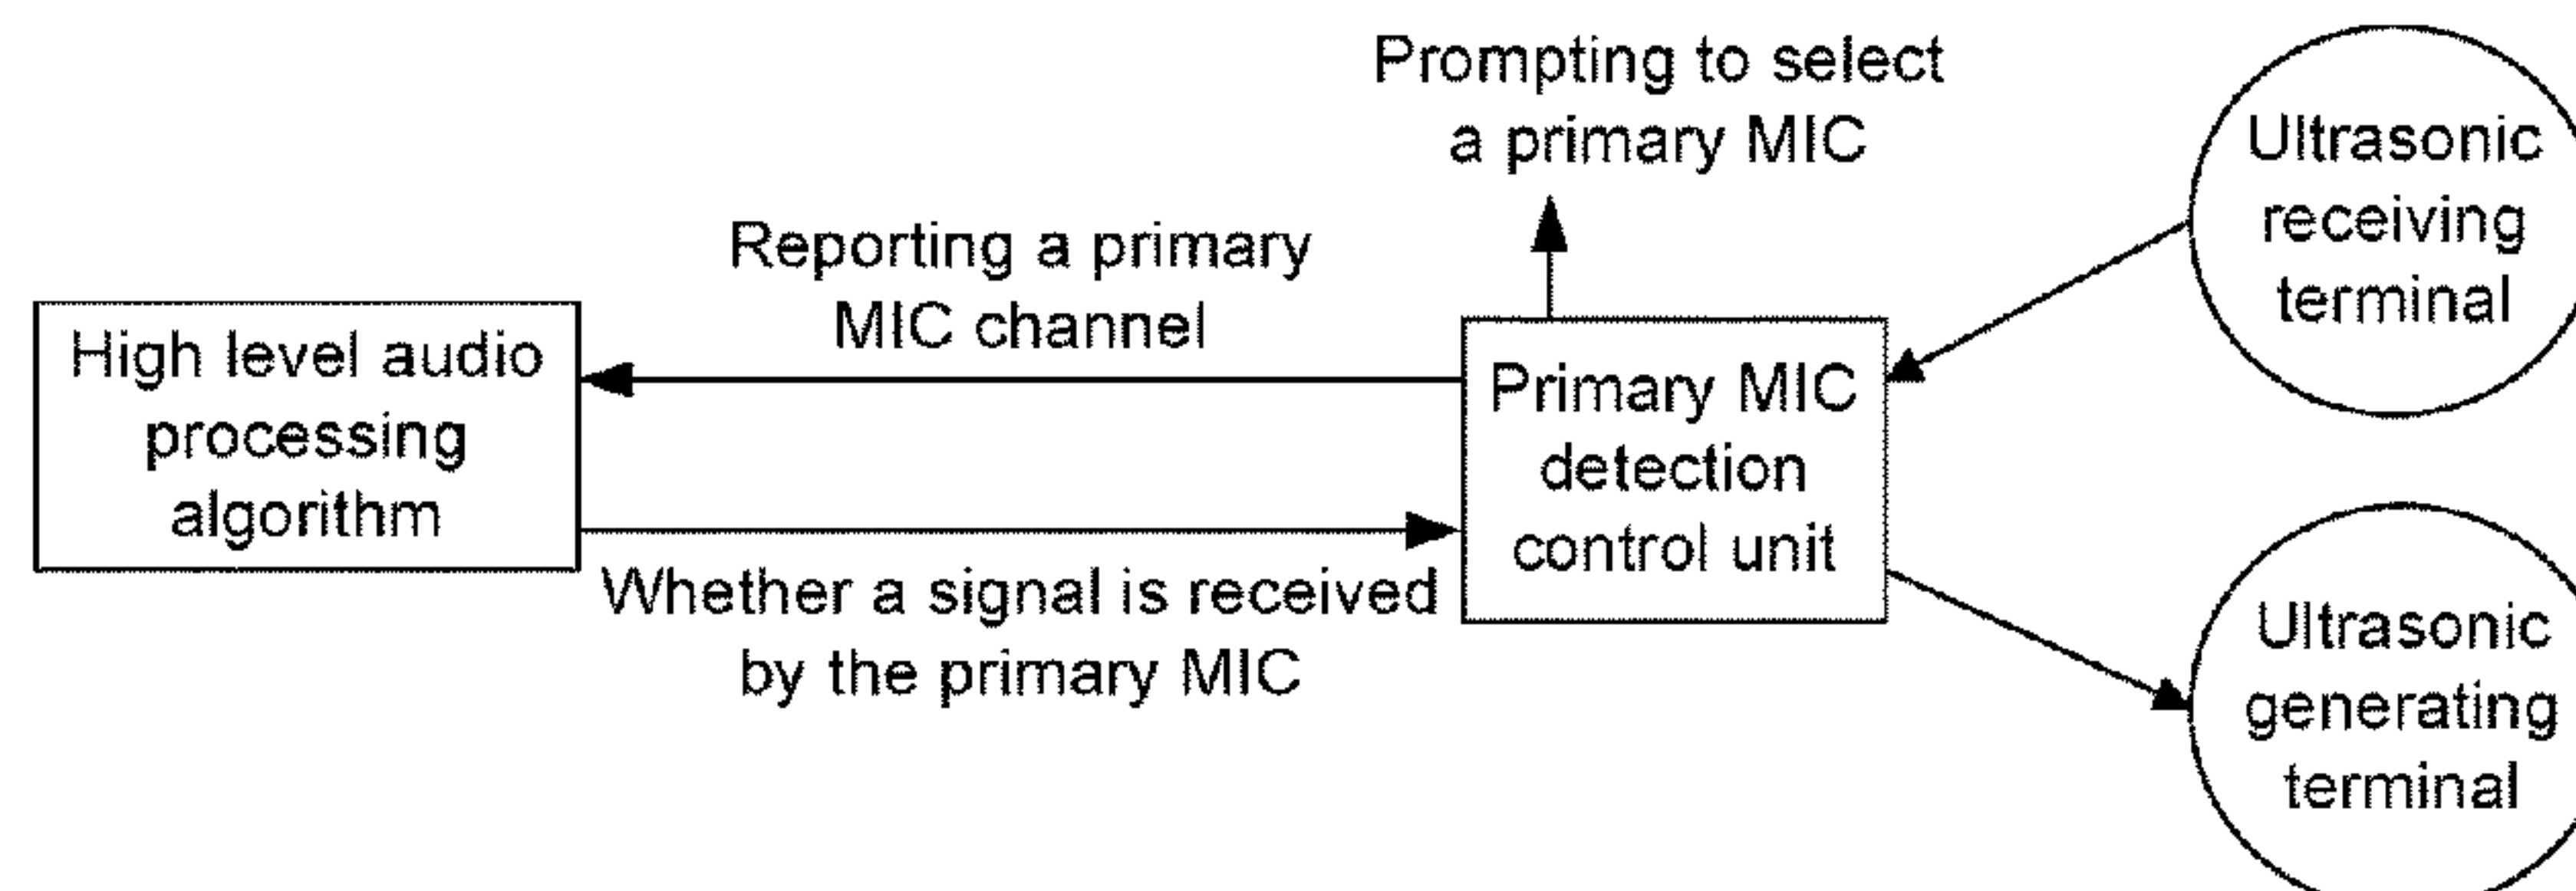 Prompting to select
a primary MIC
Reporting a primary
MIC channel
High level audio
processing
algorithm
Whether a signal is received
by the primary MIC
Primary MIC
detection
control unit
Ultrasonic
receiving
terminal
Ultrasonic
generating
terminal